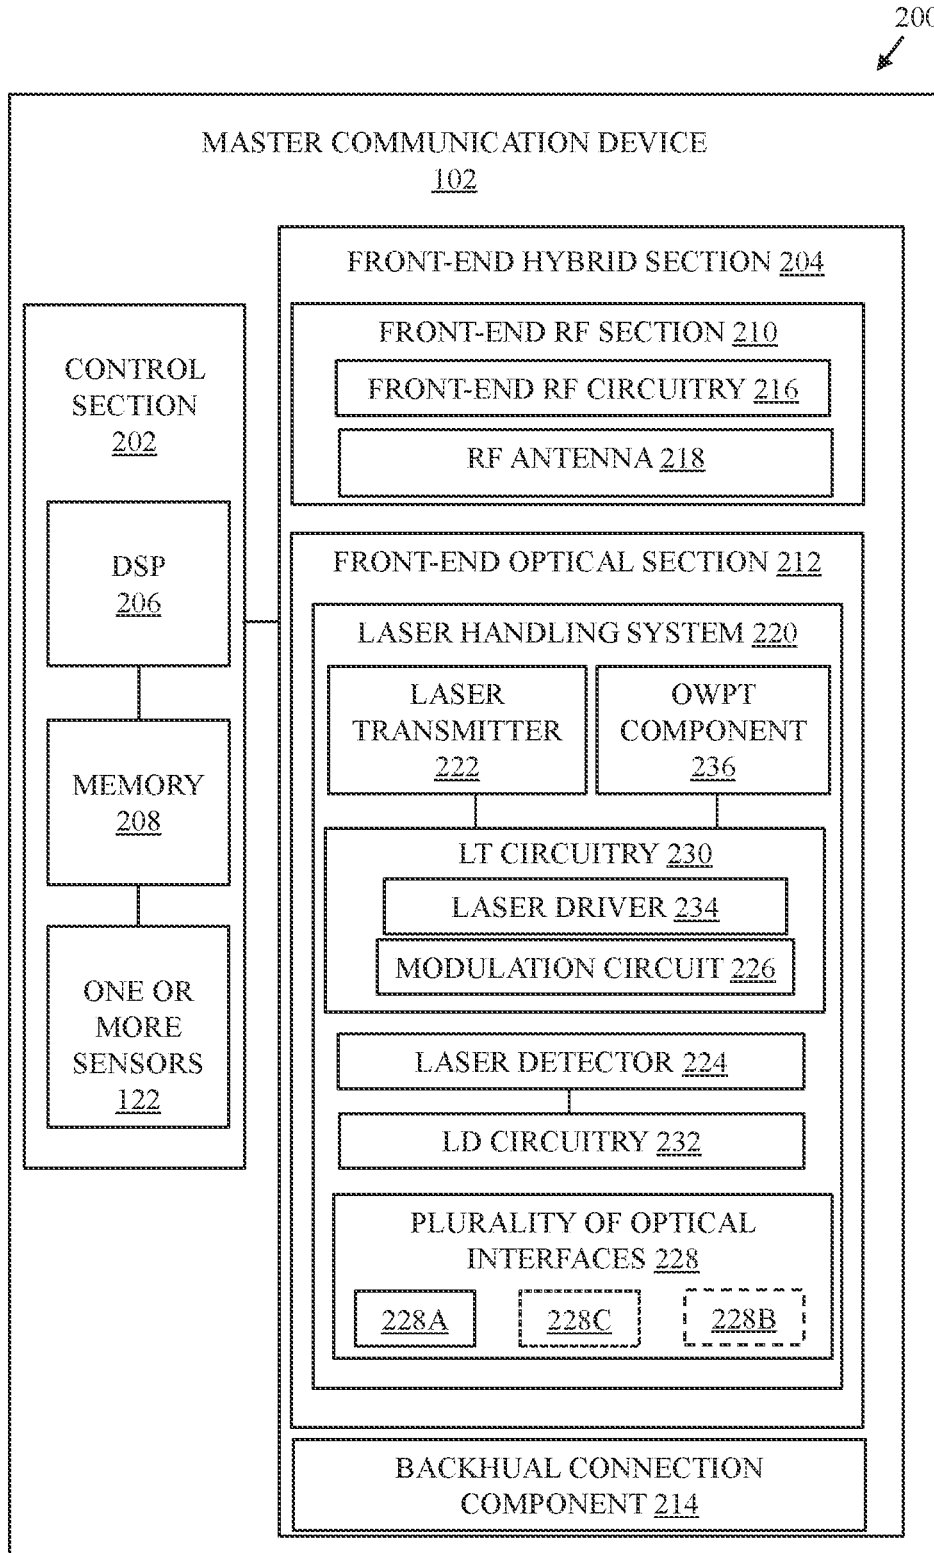 200
MASTER COMMUNICATION DEVICE
102
FRONT-END HYBRID SECTION 204
FRONT-END RF SECTION 210
FRONT-END RF CIRCUITRY 216
RF ANTENNA 218
CONTROL
SECTION
202
DSP
206
MEMORY
208
ONE OR
MORE
SENSORS
122
FRONT-END OPTICAL SECTION 212
LASER HANDLING SYSTEM 220
LASER
TRANSMITTER
222
OWPT
COMPONENT
236
LT CIRCUITRY 230
LASER DRIVER 234
MODULATION CIRCUIT 226
LASER DETECTOR 224
LD CIRCUITRY 232
PLURALITY OF OPTICAL
INTERFACES 228
228A
228C
228B
BACKHUAL CONNECTION
COMPONENT 214